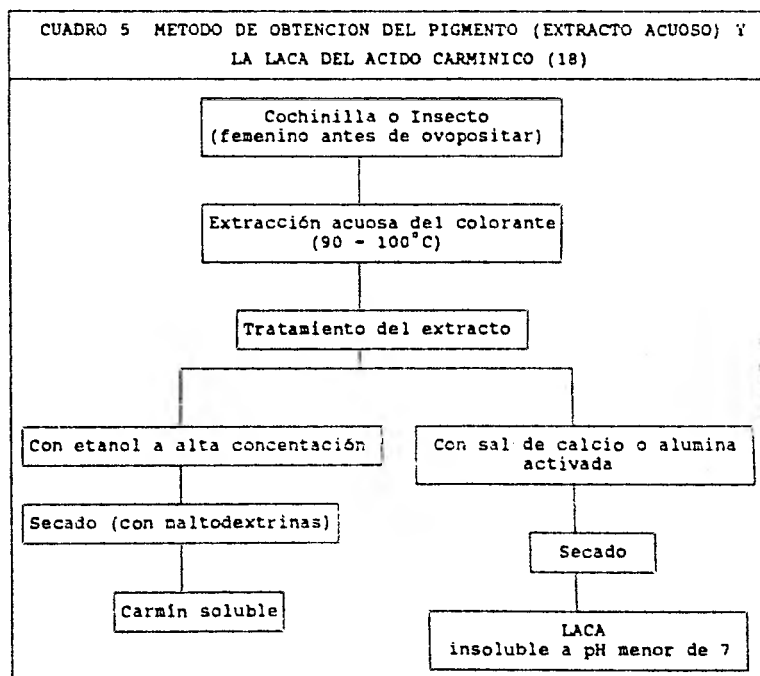 CUADRO 5 METODO DE OBTENCION DEL PIGMENTO (EXTRACTO ACUOSO) Y
LA LACA DEL ACIDO CARMINICO (18)
Cochinilla o Insecto
(femenino antes de ovopositar)
Extracción acuosa del colorante
(90 - 100°C)
Tratamiento del extracto
Con etanol a alta concentación
Con sal de calcio o alumina
activada
Secado (con maltodextrinas)
Secado
Carmín soluble
LACA
insoluble a pH menor de 7